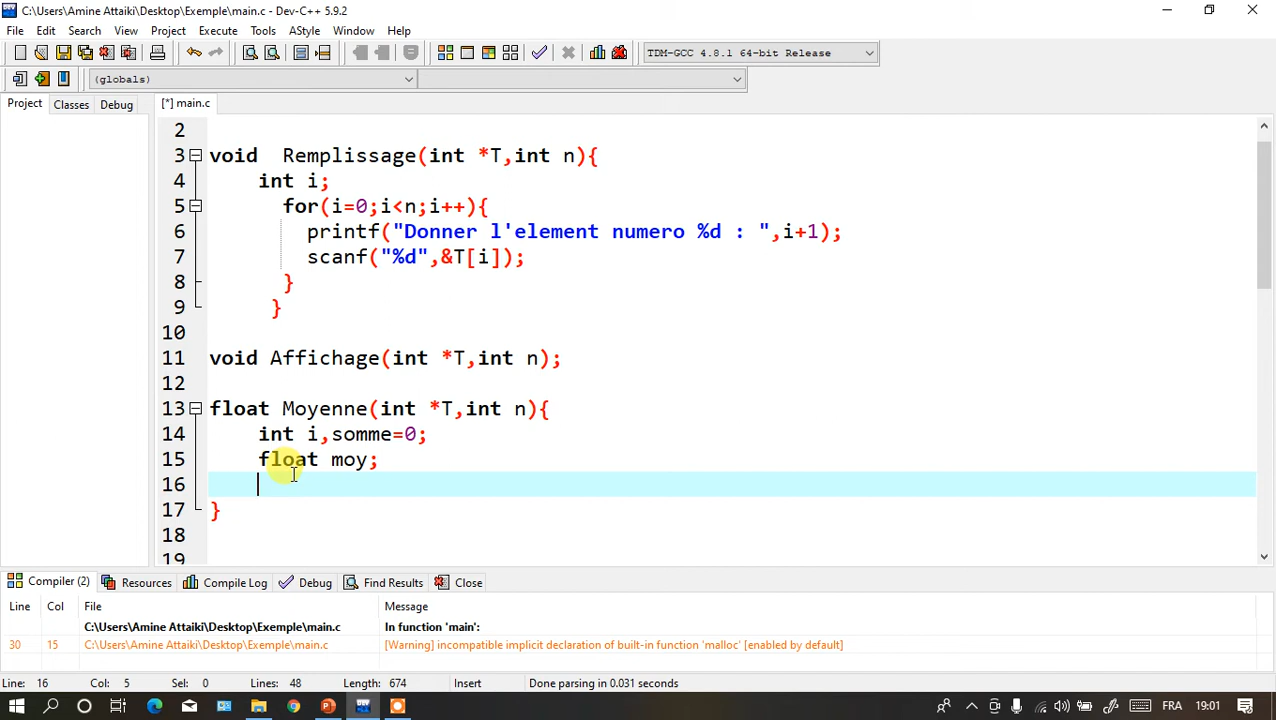 C:\Users\Amine Attaiki\Desktop\Exemple\main.c - Dev-C++ 5.9.2
File Edit Search View Project Execute Tools AStyle Window Help
TDM-GCC 4.8.1 64-bit Release
(globals)
Project Classes Debug [*] main.c
2
3 void  Remplissage(int *T,int n){
4 int i;
5 for(i=0;i<n;i++){
6 printf("Donner l'element numero %d : ",i+1);
7 scanf("%d",&T[i]);
8 }
9 }
10
11 void Affichage(int *T,int n);
12
13 float Moyenne(int *T,int n){
14 int i,somme=0;
15 float moy;
16
17 }
18
19
Compiler (2) Resources Compile Log Debug Find Results Close
Line Col File Message
C:\Users\Amine Attaiki\Desktop\Exemple\main.c In function 'main':
30 15 C:\Users\Amine Attaiki\Desktop\Exemple\main.c [Warning] incompatible implicit declaration of built-in function 'malloc' [enabled by default]
Line: 16 Col: 5 Sel: 0 Lines: 48 Length: 674 Insert Done parsing in 0.031 seconds
DEV FRA 19:01